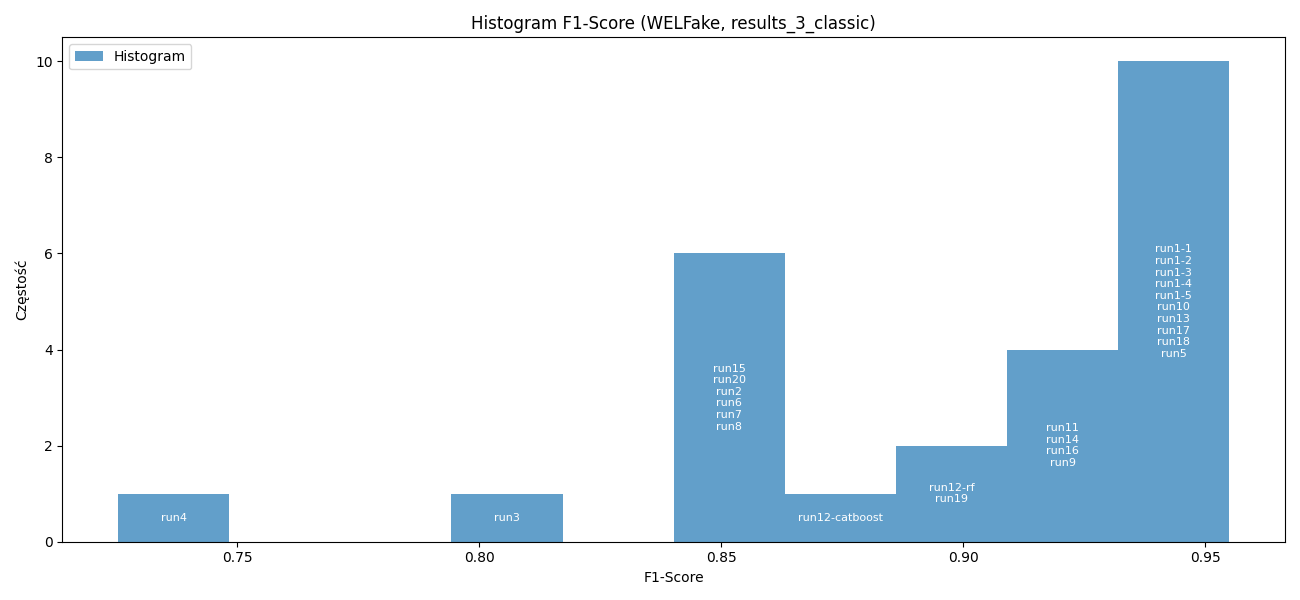 Histogram F1-Score (WELFake, results_3_classic)
Histogram
10
8
6
4
2
0
Częstość
run4
run3
run15
run20
run2
run6
run7
run8
run12-catboost
run12-rf
run19
run11
run14
run16
run9
run1-1
run1-2
run1-3
run1-4
run1-5
run10
run13
run17
run18
run5
0.75
0.80
0.85
0.90
0.95
F1-Score